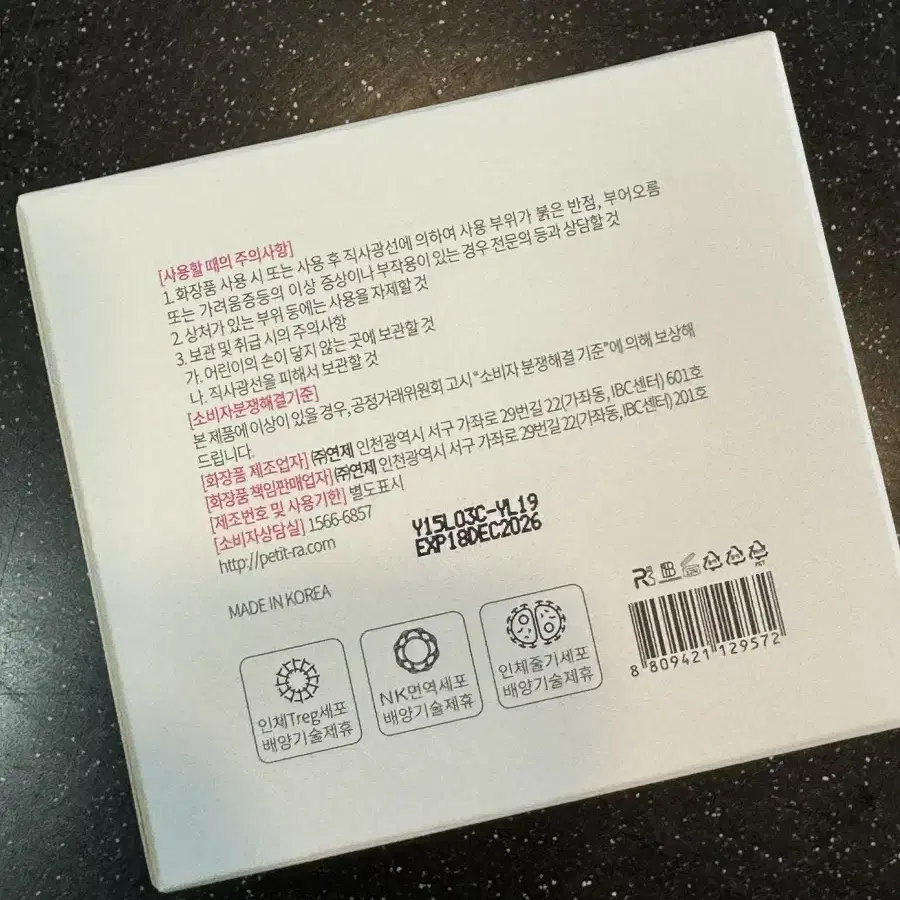 [사용할 때의 주의사항]
1. 화장품 사용 시 또는 사용 후 직사광선에 의하여 사용 부위가 붉은 반점, 부어오름
또는 가려움증등의 이상 증상이나 부작용이 있는 경우 전문의 등과 상담할 것
2. 상처가 있는 부위 등에는 사용을 자제할 것
3. 보관 및 취급 시의 주의사항
가. 어린이의 손이 닿지 않는 곳에 보관할 것
나. 직사광선을 피해서 보관할 것
[소비자분쟁해결기준]
본 제품에 이상이 있을 경우, 공정거래위원회 고시 "소비자 분쟁해결 기준"에 의해 보상해
드립니다.
[화장품 제조업자] ㈜연제 인천광역시 서구 가좌로 29번길 22(가좌동, IBC센터) 601호
[화장품 책임판매업자] ㈜연제 인천광역시 서구 가좌로 29번길 22(가좌동, IBC센터) 201호
[제조번호 및 사용기한] 별도표시
[소비자상담실] 1566-6857
http://petit-ra.com
Y15L03C-YL19
EXP18DEC2026
MADE IN KOREA
인체Treg세포
배양기술제휴
NK면역세포
배양기술제휴
인체줄기세포
배양기술제휴
8 809421 129572